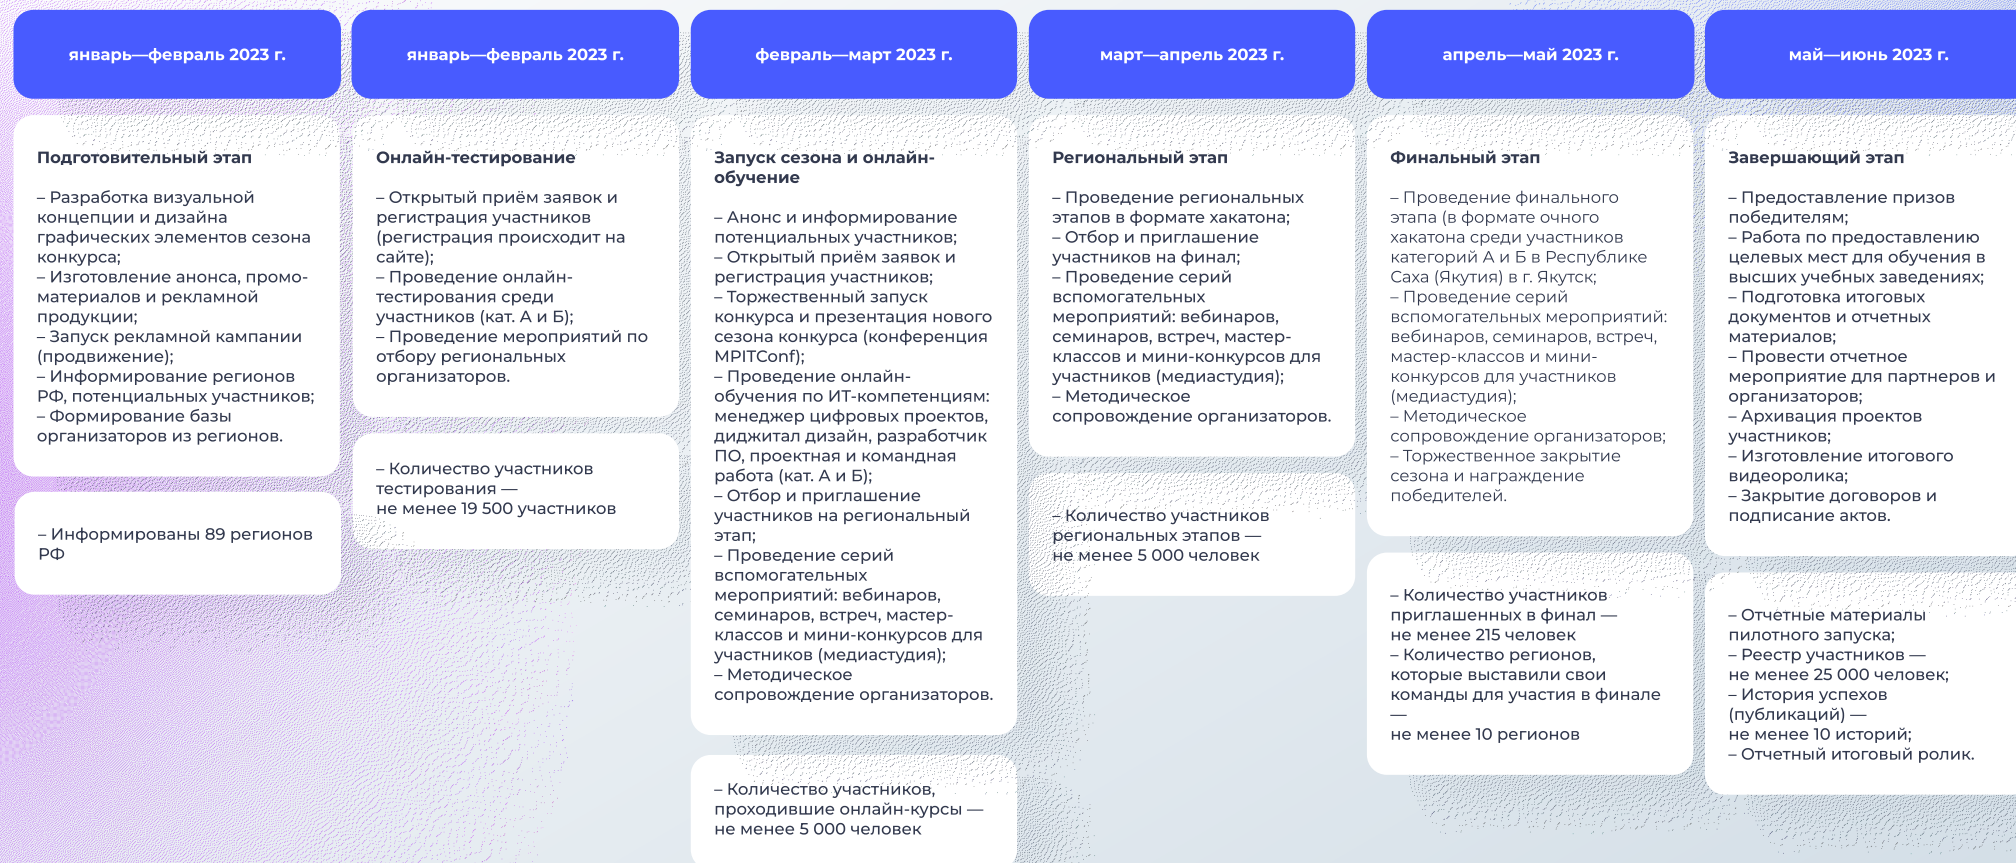 январь—февраль 2023 г.
январь—февраль 2023 г.
февраль—март 2023 г.
март—апрель 2023 г.
апрель—май 2023 г.
май—июнь 2023 г.
Подготовительный этап
– Разработка визуальной
концепции и дизайна
графических элементов сезона
конкурса;
– Изготовление анонса, промо-
материалов и рекламной
продукции;
– Запуск рекламной кампании
(продвижение);
– Информирование регионов
РФ, потенциальных участников;
– Формирование базы
организаторов из регионов.
– Информированы 89 регионов
РФ
Онлайн-тестирование
– Открытый приём заявок и
регистрация участников
(регистрация происходит на
сайте);
– Проведение онлайн-
тестирования среди
участников (кат. А и Б);
– Проведение мероприятий по
отбору региональных
организаторов.
– Количество участников
тестирования —
не менее 19 500 участников
Запуск сезона и онлайн-
обучение
– Анонс и информирование
потенциальных участников;
– Открытый приём заявок и
регистрация участников;
– Торжественный запуск
конкурса и презентация нового
сезона конкурса (конференция
MPITConf);
– Проведение онлайн-
обучения по ИТ-компетенциям:
менеджер цифровых проектов,
диджитал дизайн, разработчик
ПО, проектная и командная
работа (кат. А и Б);
– Отбор и приглашение
участников на региональный
этап;
– Проведение серий
вспомогательных
мероприятий: вебинаров,
семинаров, встреч, мастер-
классов и мини-конкурсов для
участников (медиастудия);
– Методическое
сопровождение организаторов.
– Количество участников,
проходившие онлайн-курсы —
не менее 5 000 человек
Региональный этап
– Проведение региональных
этапов в формате хакатона;
– Отбор и приглашение
участников на финал;
– Проведение серий
вспомогательных
мероприятий: вебинаров,
семинаров, встреч, мастер-
классов и мини-конкурсов для
участников (медиастудия);
– Методическое
сопровождение организаторов.
– Количество участников
региональных этапов —
не менее 5 000 человек
Финальный этап
– Проведение финального
этапа (в формате очного
хакатона среди участников
категорий А и Б в Республике
Саха (Якутия) в г. Якутск;
– Проведение серий
вспомогательных мероприятий:
вебинаров, семинаров, встреч,
мастер-классов и мини-
конкурсов для участников
(медиастудия);
– Методическое
сопровождение организаторов;
– Торжественное закрытие
сезона и награждение
победителей.
– Количество участников
приглашенных в финал —
не менее 215 человек
– Количество регионов,
которые выставили свои
команды для участия в финале
—
не менее 10 регионов
Завершающий этап
– Предоставление призов
победителям;
– Работа по предоставлению
целевых мест для обучения в
высших учебных заведениях;
– Подготовка итоговых
документов и отчетных
материалов;
– Провести отчетное
мероприятие для партнеров и
организаторов;
– Архивация проектов
участников;
– Изготовление итогового
видеоролика;
– Закрытие договоров и
подписание актов.
– Отчетные материалы
пилотного запуска;
– Реестр участников —
не менее 25 000 человек;
– История успехов
(публикаций) —
не менее 10 историй;
– Отчетный итоговый ролик.